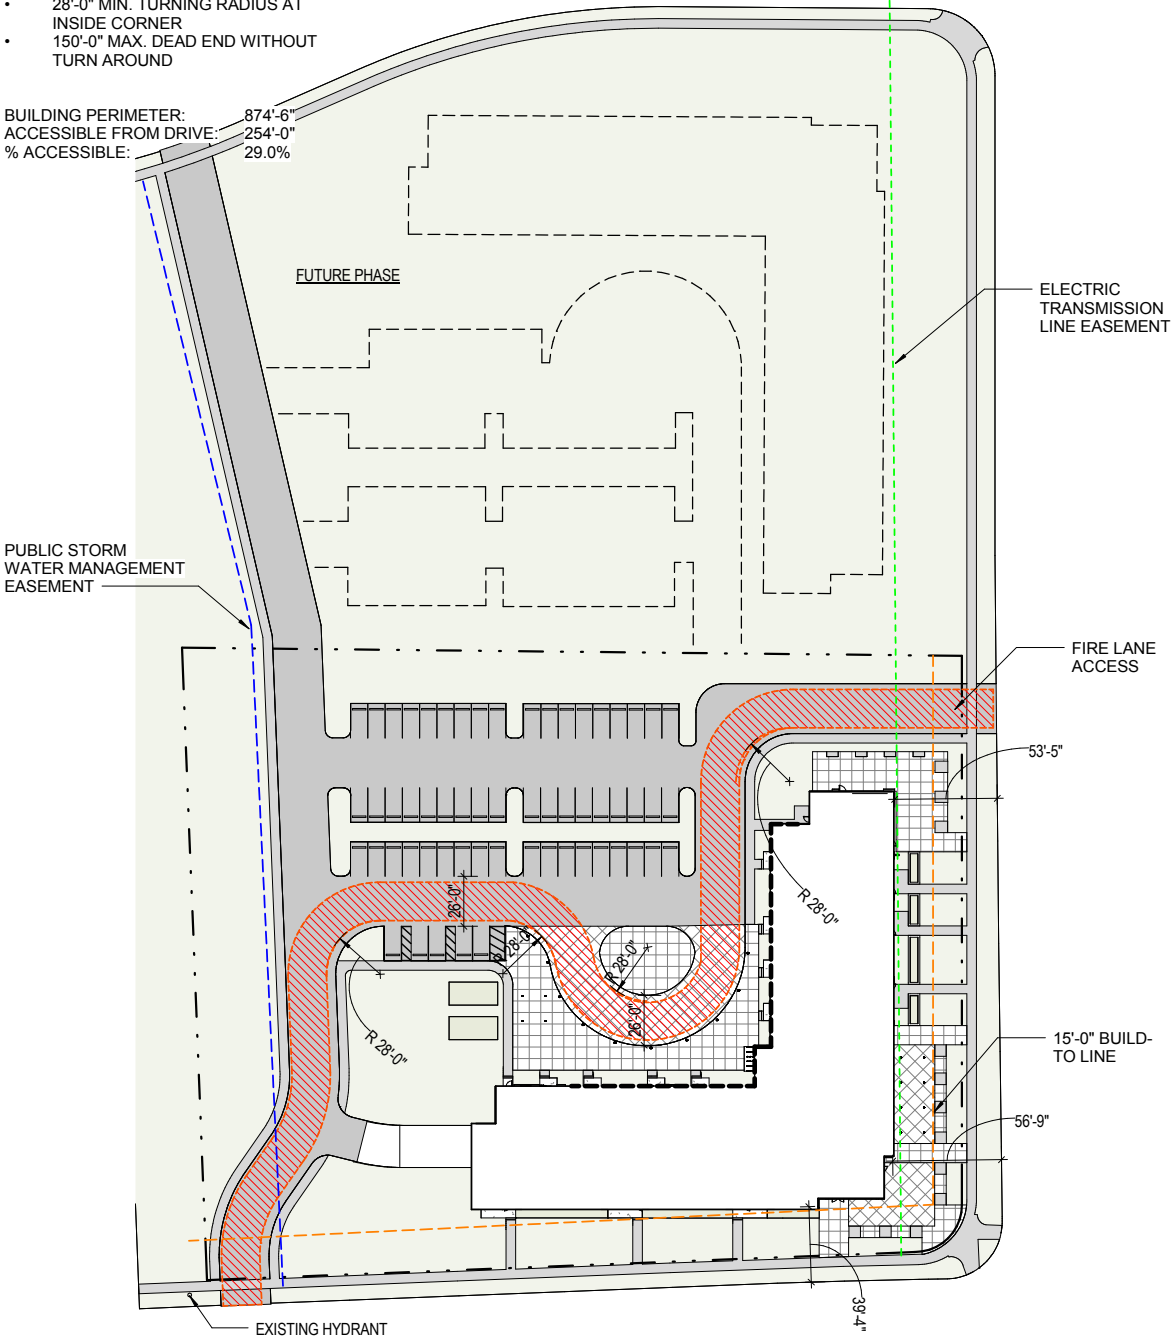 • 28'-0" MIN. TURNING RADIUS AT
INSIDE CORNER
• 150'-0" MAX. DEAD END WITHOUT
TURN AROUND
BUILDING PERIMETER: 874'-6"
ACCESSIBLE FROM DRIVE: 254'-0"
% ACCESSIBLE: 29.0%
FUTURE PHASE
ELECTRIC
TRANSMISSION
LINE EASEMENT
PUBLIC STORM
WATER MANAGEMENT
EASEMENT
FIRE LANE
ACCESS
53'-5"
R 28'-0"
26'-0"
R 28'-0"
R 28'-0"
26'-0"
R 28'-0"
15'-0" BUILD-
TO LINE
56'-9"
39'-4"
EXISTING HYDRANT